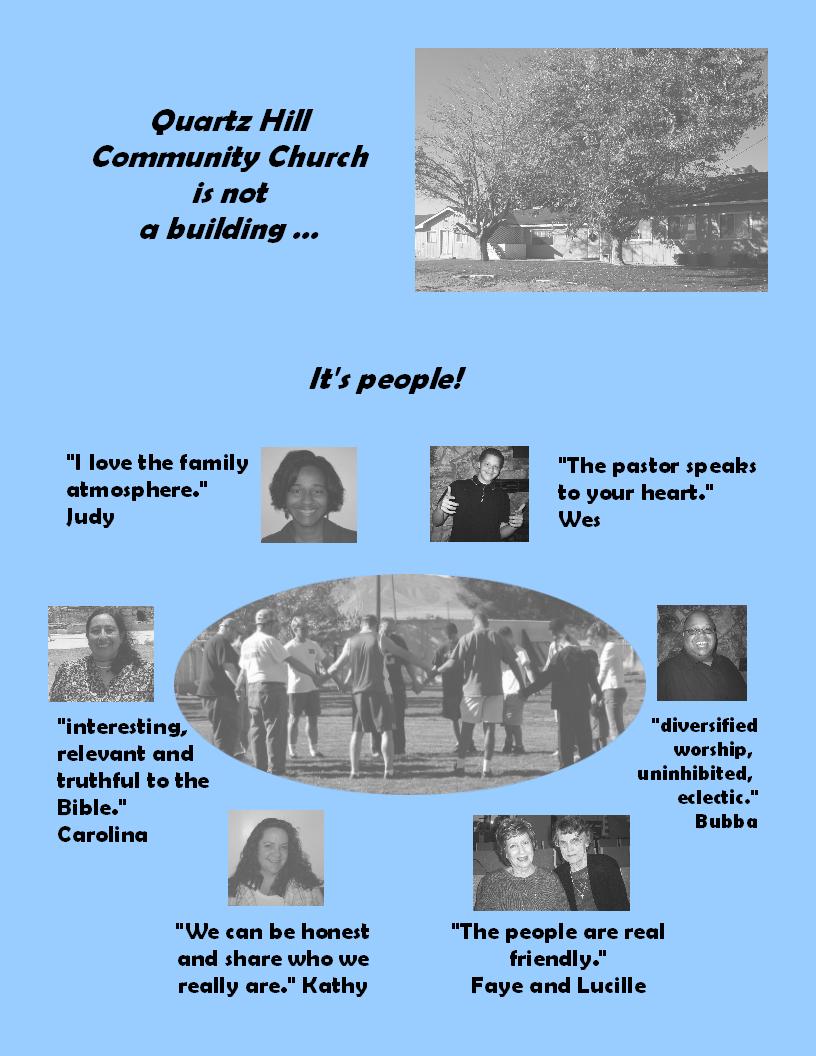 Quartz Hill
Community Church
is not
a building ...
It's people!
"I love the family
atmosphere."
Judy
"The pastor speaks
to your heart."
Wes
"interesting,
relevant and
truthful to the
Bible."
Carolina
"diversified
worship,
uninhibited,
eclectic."
Bubba
"We can be honest
and share who we
really are." Kathy
"The people are real
friendly."
Faye and Lucille